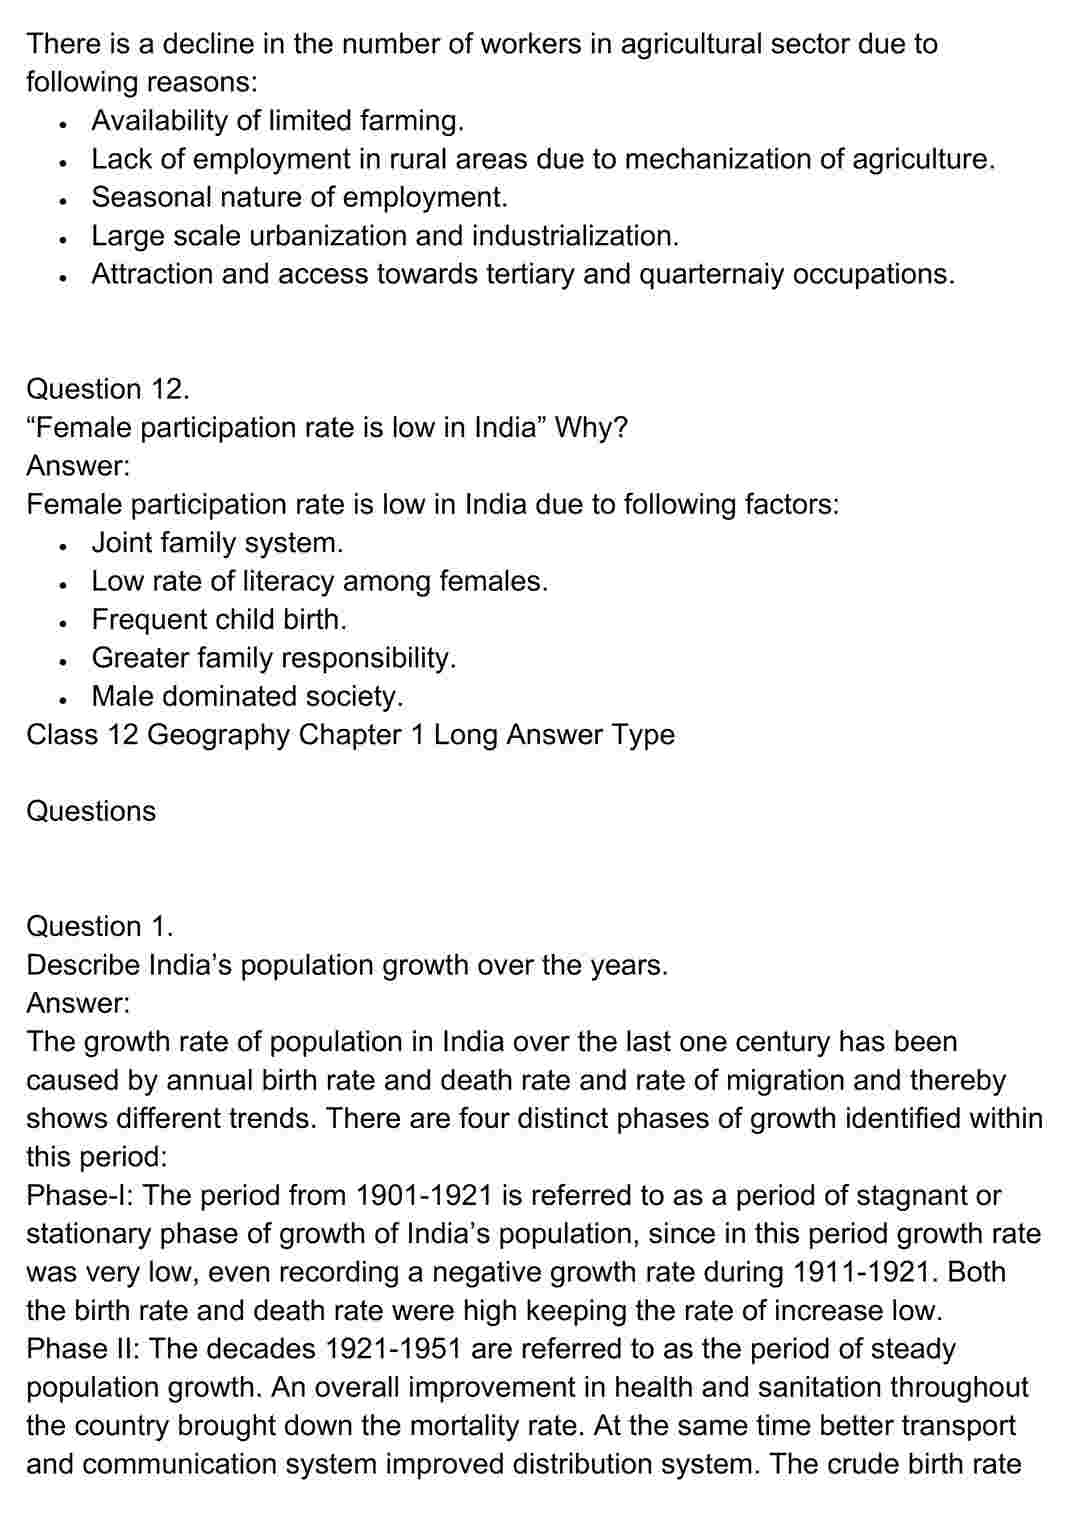 There is a decline in the number of workers in agricultural sector due to
following reasons:
• Availability of limited farming.
• Lack of employment in rural areas due to mechanization of agriculture.
• Seasonal nature of employment.
• Large scale urbanization and industrialization.
• Attraction and access towards tertiary and quarternaiy occupations.
Question 12.
“Female participation rate is low in India” Why?
Answer:
Female participation rate is low in India due to following factors:
• Joint family system.
• Low rate of literacy among females.
• Frequent child birth.
• Greater family responsibility.
• Male dominated society.
Class 12 Geography Chapter 1 Long Answer Type
Questions
Question 1.
Describe India’s population growth over the years.
Answer:
The growth rate of population in India over the last one century has been
caused by annual birth rate and death rate and rate of migration and thereby
shows different trends. There are four distinct phases of growth identified within
this period:
Phase-I: The period from 1901-1921 is referred to as a period of stagnant or
stationary phase of growth of India’s population, since in this period growth rate
was very low, even recording a negative growth rate during 1911-1921. Both
the birth rate and death rate were high keeping the rate of increase low.
Phase II: The decades 1921-1951 are referred to as the period of steady
population growth. An overall improvement in health and sanitation throughout
the country brought down the mortality rate. At the same time better transport
and communication system improved distribution system. The crude birth rate